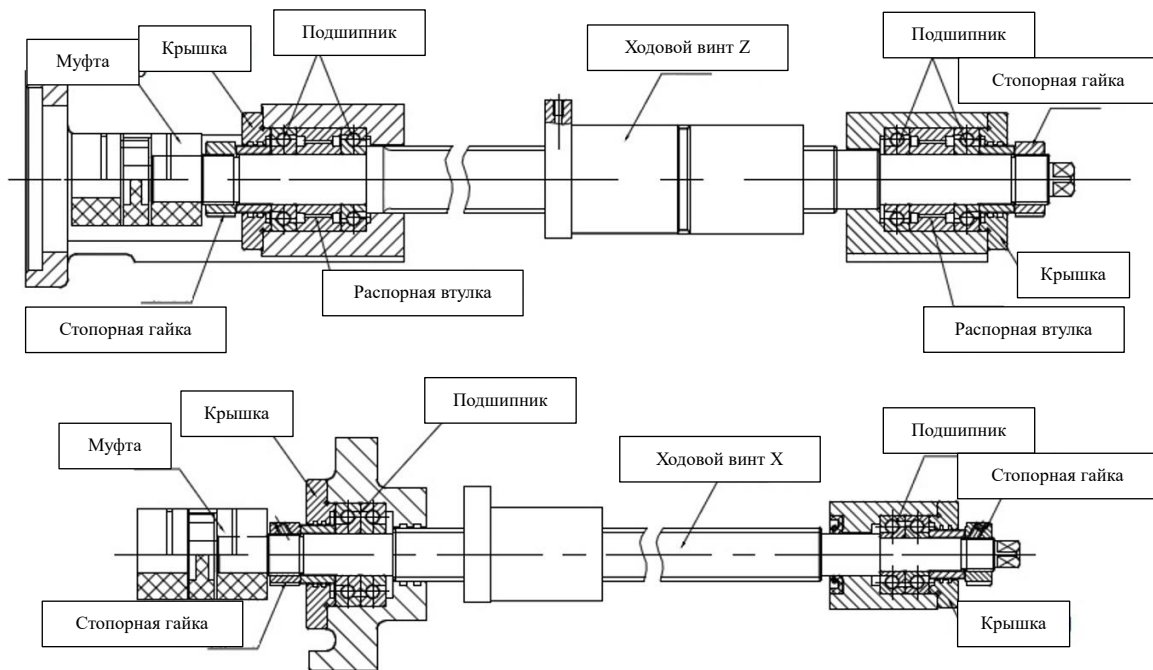 Подшипник
Крышка
Муфта
Ходовой винт Z
Подшипник
Стопорная гайка
Крышка
Распорная втулка
Стопорная гайка
Распорная втулка
Подшипник
Крышка
Муфта
Ходовой винт X
Подшипник
Стопорная гайка
Стопорная гайка
Крышка